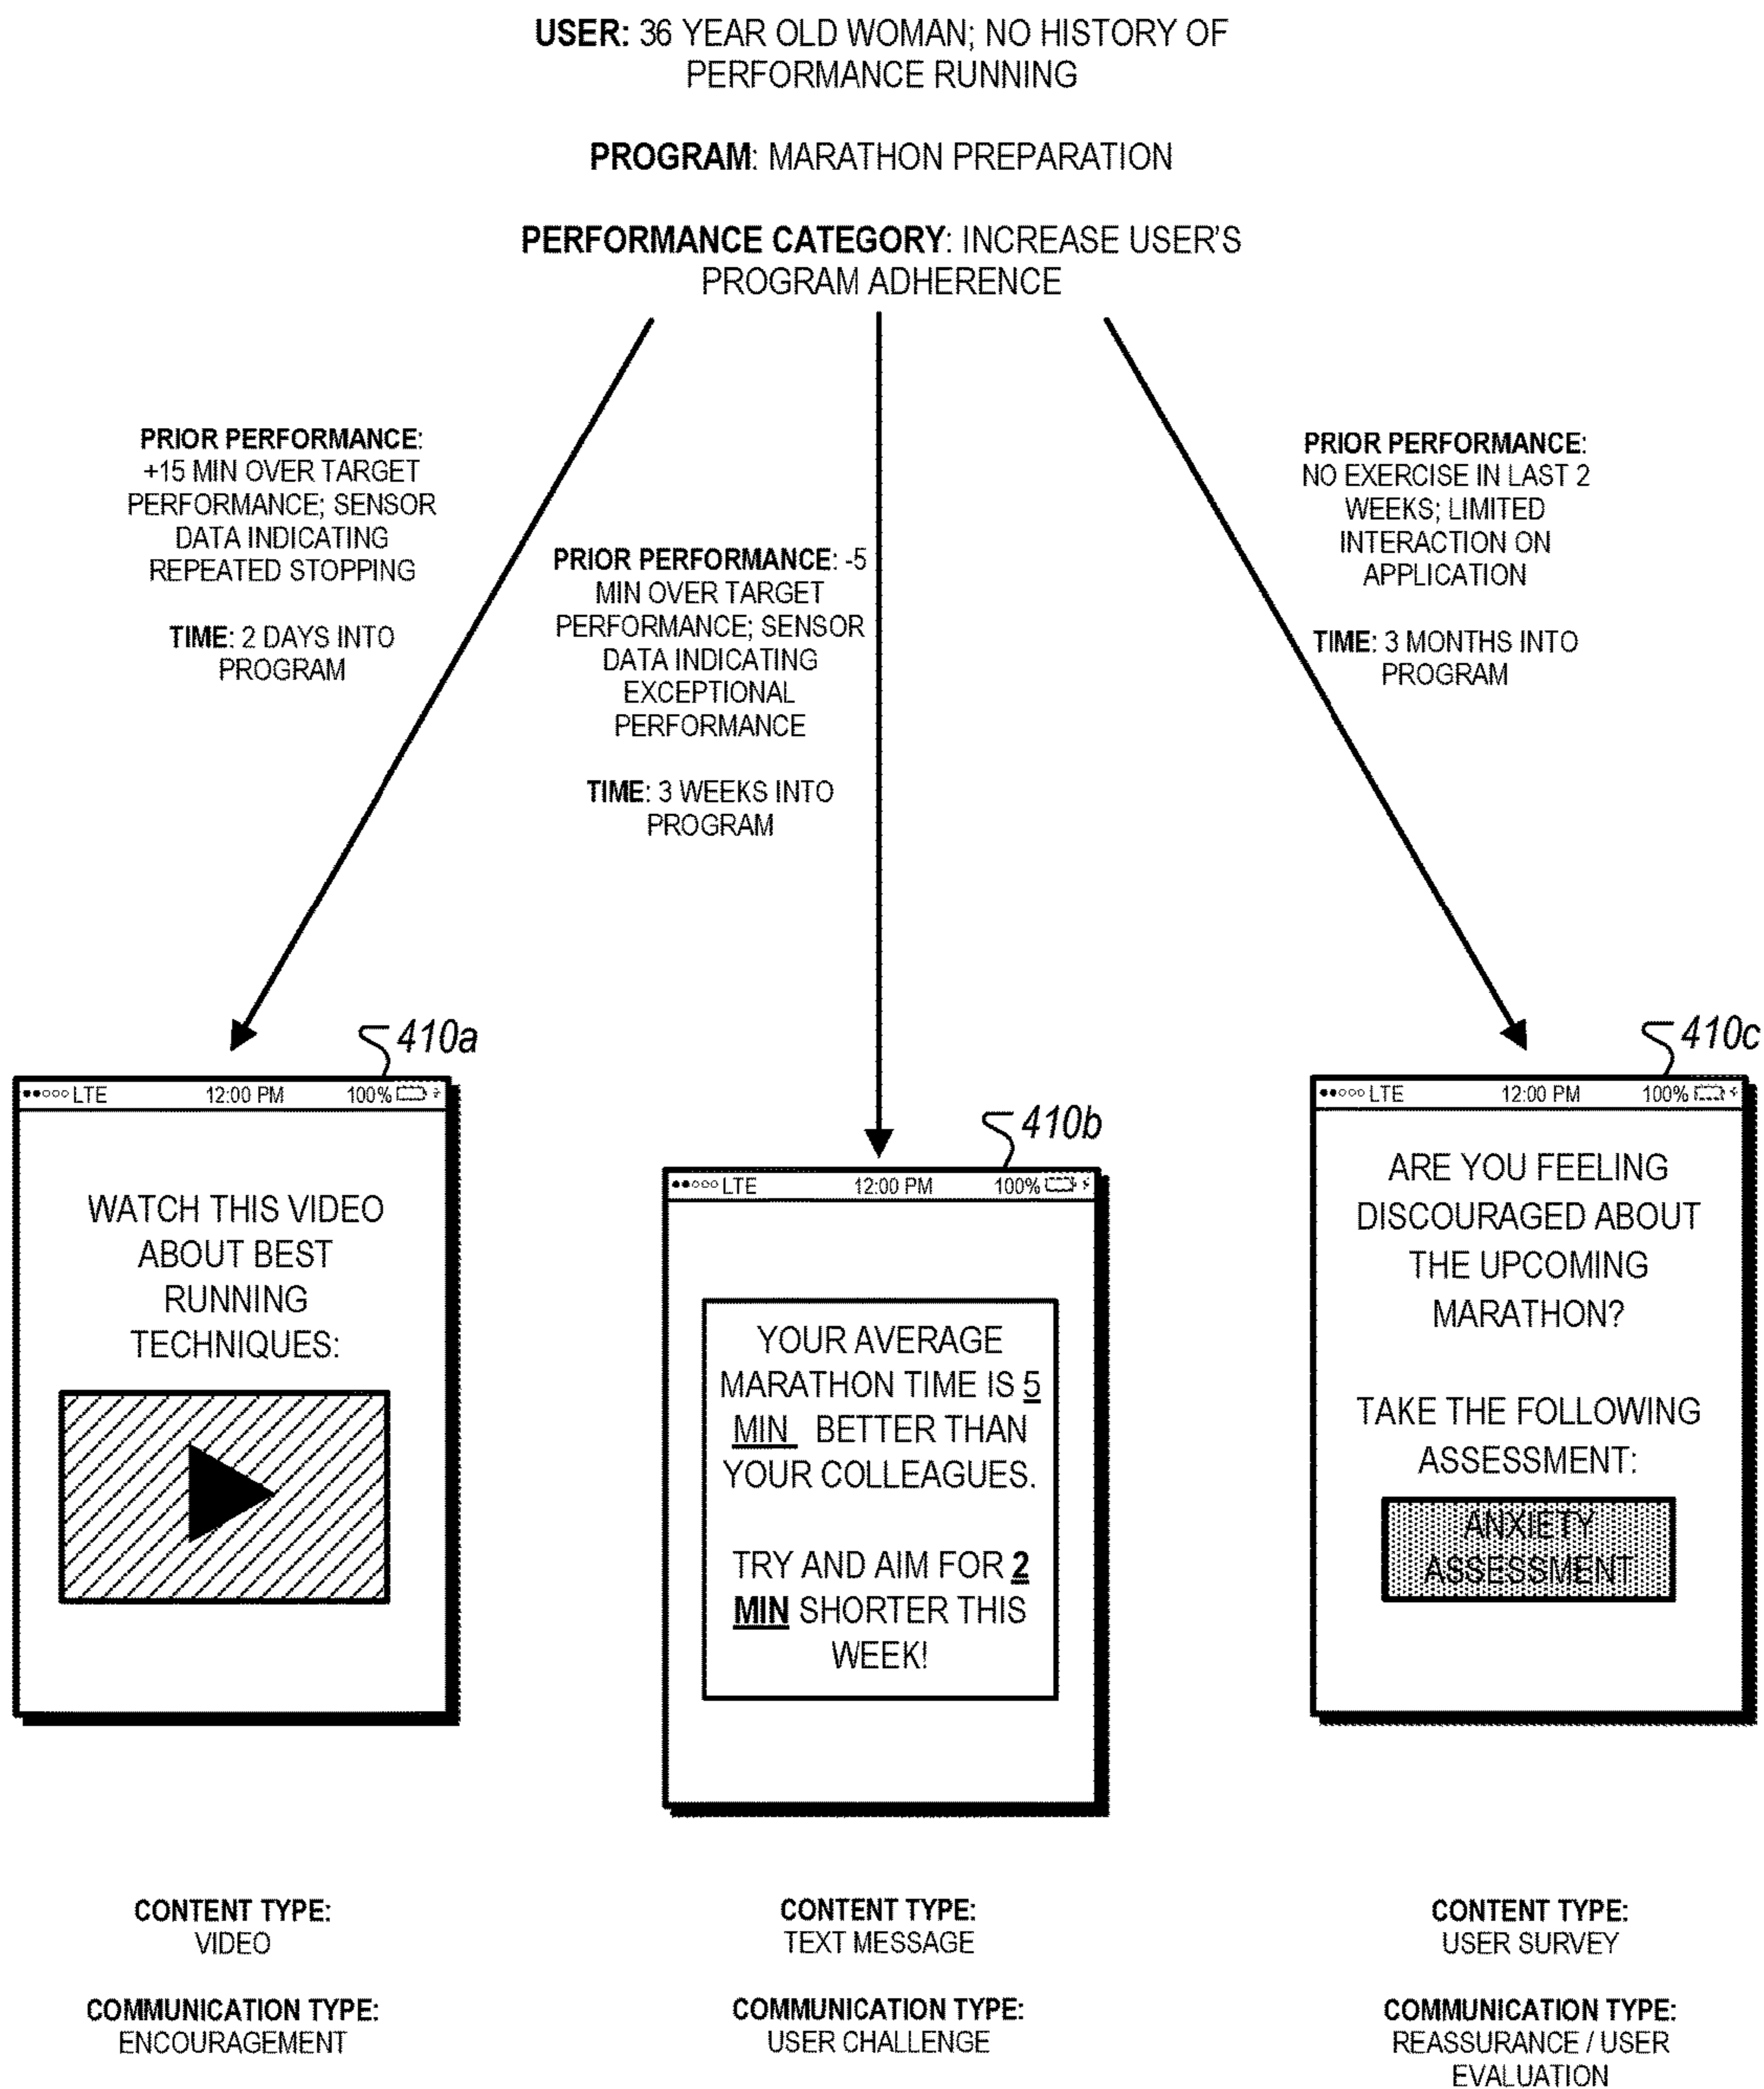 USER: 36 YEAR OLD WOMAN; NO HISTORY OF
PERFORMANCE RUNNING
PROGRAM: MARATHON PREPARATION
PERFORMANCE CATEGORY: INCREASE USER'S
PROGRAM ADHERENCE
PRIOR PERFORMANCE:
+15 MIN OVER TARGET
PERFORMANCE; SENSOR
DATA INDICATING
REPEATED STOPPING
TIME: 2 DAYS INTO
PROGRAM
PRIOR PERFORMANCE: -5
MIN OVER TARGET
PERFORMANCE; SENSOR
DATA INDICATING
EXCEPTIONAL
PERFORMANCE
TIME: 3 WEEKS INTO
PROGRAM
PRIOR PERFORMANCE:
NO EXERCISE IN LAST 2
WEEKS; LIMITED
INTERACTION ON
APPLICATION
TIME: 3 MONTHS INTO
PROGRAM
410a
LTE 12:00 PM 100%
WATCH THIS VIDEO
ABOUT BEST
RUNNING
TECHNIQUES:
410b
LTE 12:00 PM 100%
YOUR AVERAGE
MARATHON TIME IS 5
MIN BETTER THAN
YOUR COLLEAGUES.
TRY AND AIM FOR 2
MIN SHORTER THIS
WEEK!
410c
LTE 12:00 PM 100%
ARE YOU FEELING
DISCOURAGED ABOUT
THE UPCOMING
MARATHON?
TAKE THE FOLLOWING
ASSESSMENT:
ANXIETY
ASSESSMENT
CONTENT TYPE:
VIDEO
COMMUNICATION TYPE:
ENCOURAGEMENT
CONTENT TYPE:
TEXT MESSAGE
COMMUNICATION TYPE:
USER CHALLENGE
CONTENT TYPE:
USER SURVEY
COMMUNICATION TYPE:
REASSURANCE / USER
EVALUATION